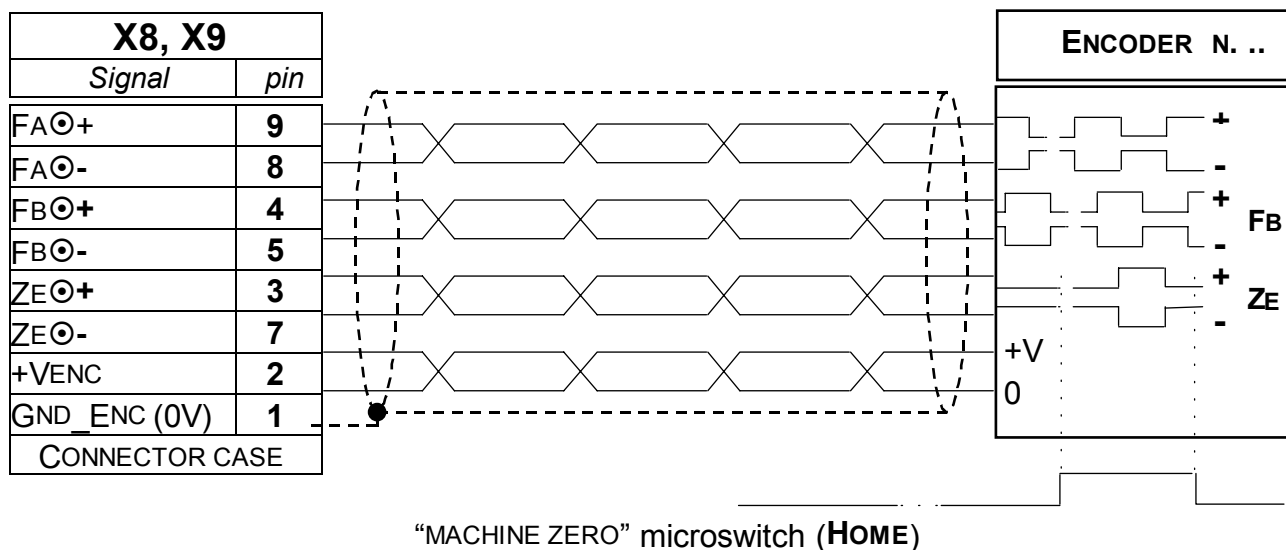 X8, X9
Signal pin
FA⊙+ 9
FA⊙- 8
FB⊙+ 4
FB⊙- 5
ZE⊙+ 3
ZE⊙- 7
+VENC 2
GND_ENC (0V) 1
CONNECTOR CASE
ENCODER N. ..
+
-
+
FB
-
+
ZE
-
+V
0
“MACHINE ZERO” microswitch (HOME)